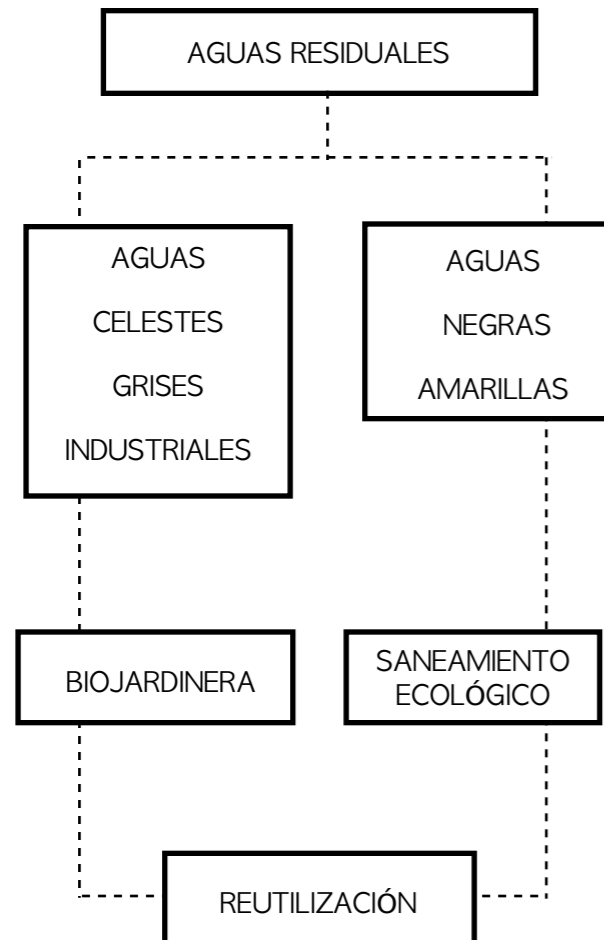 AGUAS RESIDUALES
AGUAS
CELESTES
GRISES
INDUSTRIALES
AGUAS
NEGRAS
AMARILLAS
BIOJARDINERA
SANEAMIENTO
ECOLÓGICO
REUTILIZACIÓN